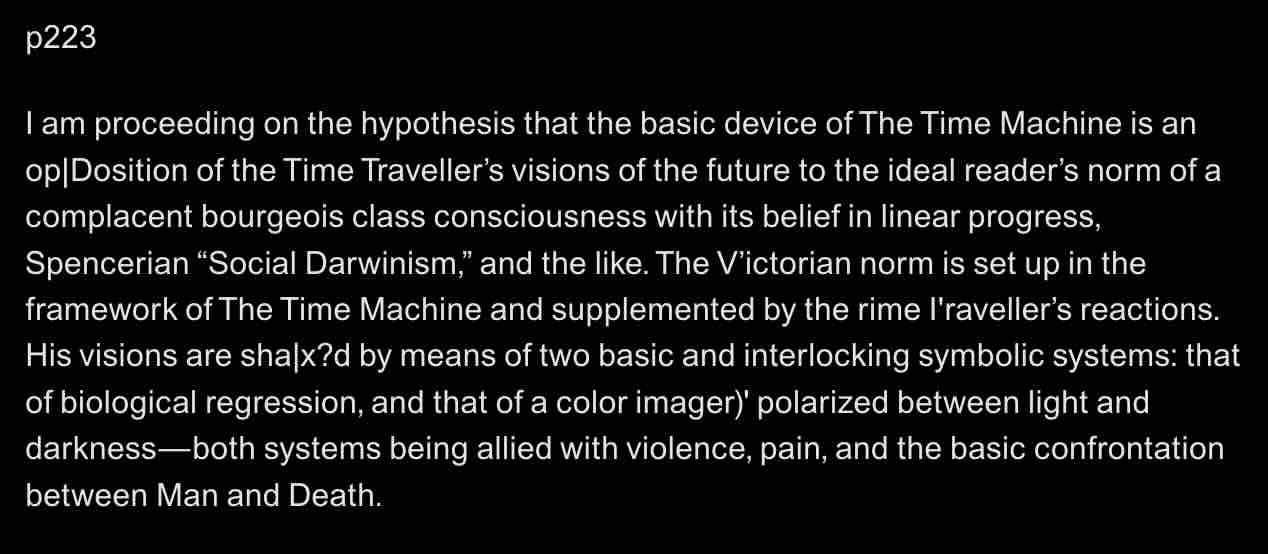 p223
I am proceeding on the hypothesis that the basic device of The Time Machine is an
op|Dosition of the Time Traveller’s visions of the future to the ideal reader’s norm of a
complacent bourgeois class consciousness with its belief in linear progress,
Spencerian “Social Darwinism,” and the like. The V’ictorian norm is set up in the
framework of The Time Machine and supplemented by the rime I'raveller’s reactions.
His visions are sha|x?d by means of two basic and interlocking symbolic systems: that
of biological regression, and that of a color imager)' polarized between light and
darkness—both systems being allied with violence, pain, and the basic confrontation
between Man and Death.